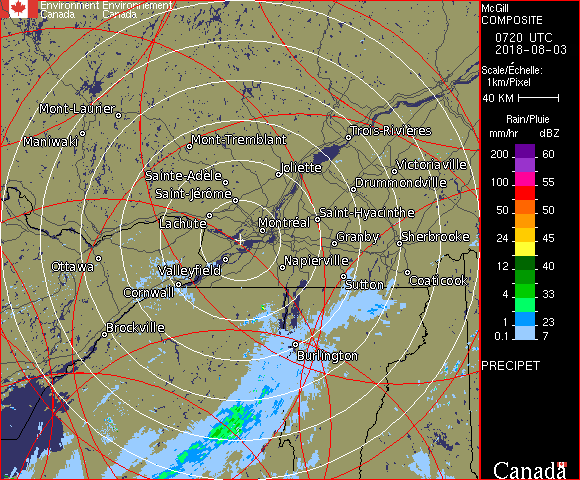 Environment Environnement
Canada Canada
McGill
COMPOSITE
0720 UTC
2018-08-03
Scale/Échelle:
1km/Pixel
40 KM
Rain/Pluie
mm/hr dBZ
200 60
150 57
100 55
50 50
24 45
12 40
4 33
1 23
0.1 7
PRECIPET
Mont-Laurier
Maniwaki
Mont-Tremblant
Trois-Rivières
Sainte-Adèle
Joliette
Victoriaville
Saint-Jérôme
Drummondville
Lachute
Montréal
Saint-Hyacinthe
Granby
Sherbrooke
Ottawa
Valleyfield
Napierville
Cornwall
Sutton
Coaticook
Brockville
Burlington
Canada